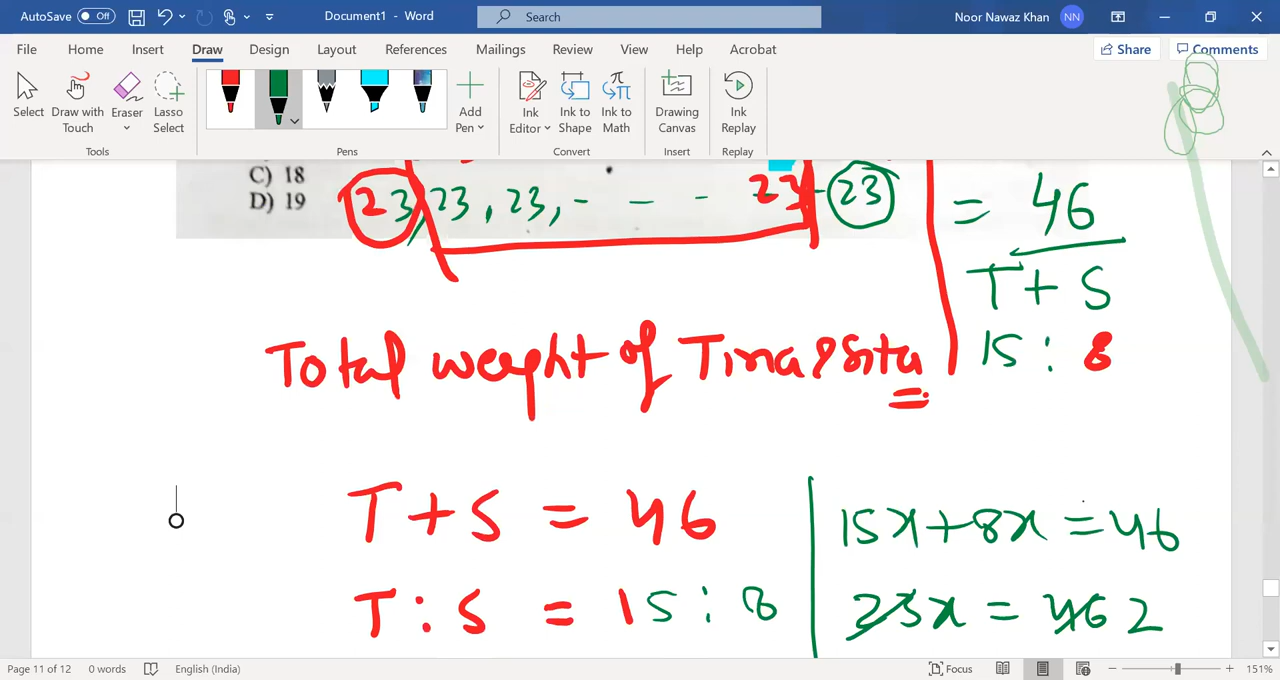 AutoSave Off Document1 - Word Search Noor Nawaz Khan NN
File Home Insert Draw Design Layout References Mailings Review View Help Acrobat Share Comments
Select Draw with Touch Eraser Lasso Select Add Pen Ink Editor Ink to Shape Ink to Math Drawing Canvas Ink Replay
Tools Pens Convert Insert Replay
C) 18
D) 19
23, 23, 23, - - - 23 - 23
= 46
T + S
15 : 8
Total weight of Tina & Sita
T + S = 46
T : S = 15 : 8
15x + 8x = 46
23x = 46 2
Page 11 of 12 0 words English (India) Focus 151%